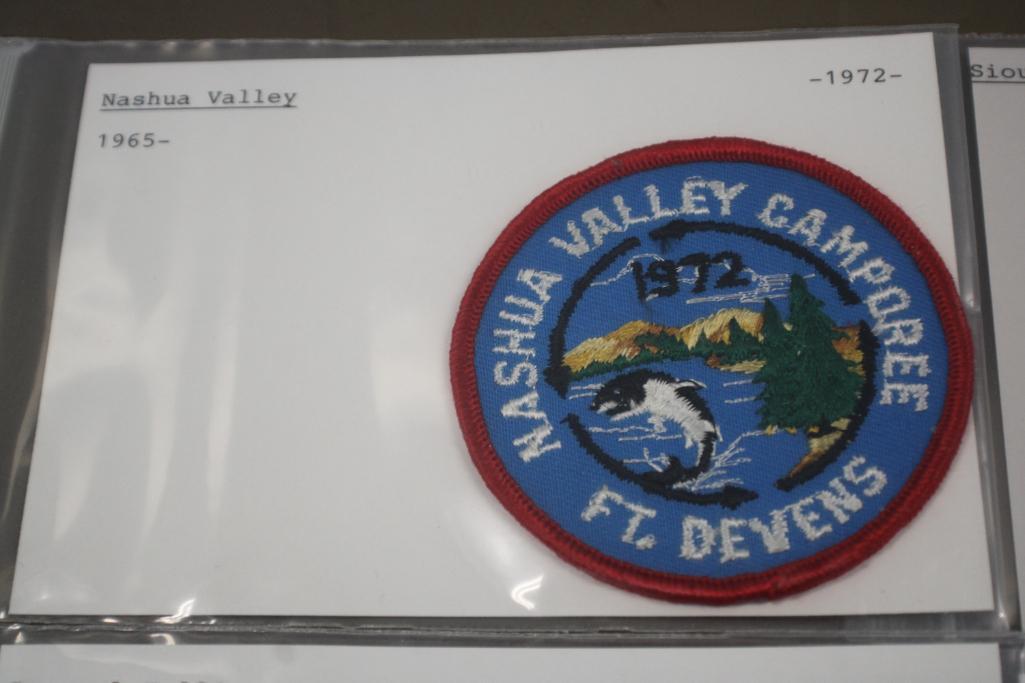 Nashua Valley
-1972-
1965-
NASHUA VALLEY CAMPOREE
1972
FT. DEVENS
Siou